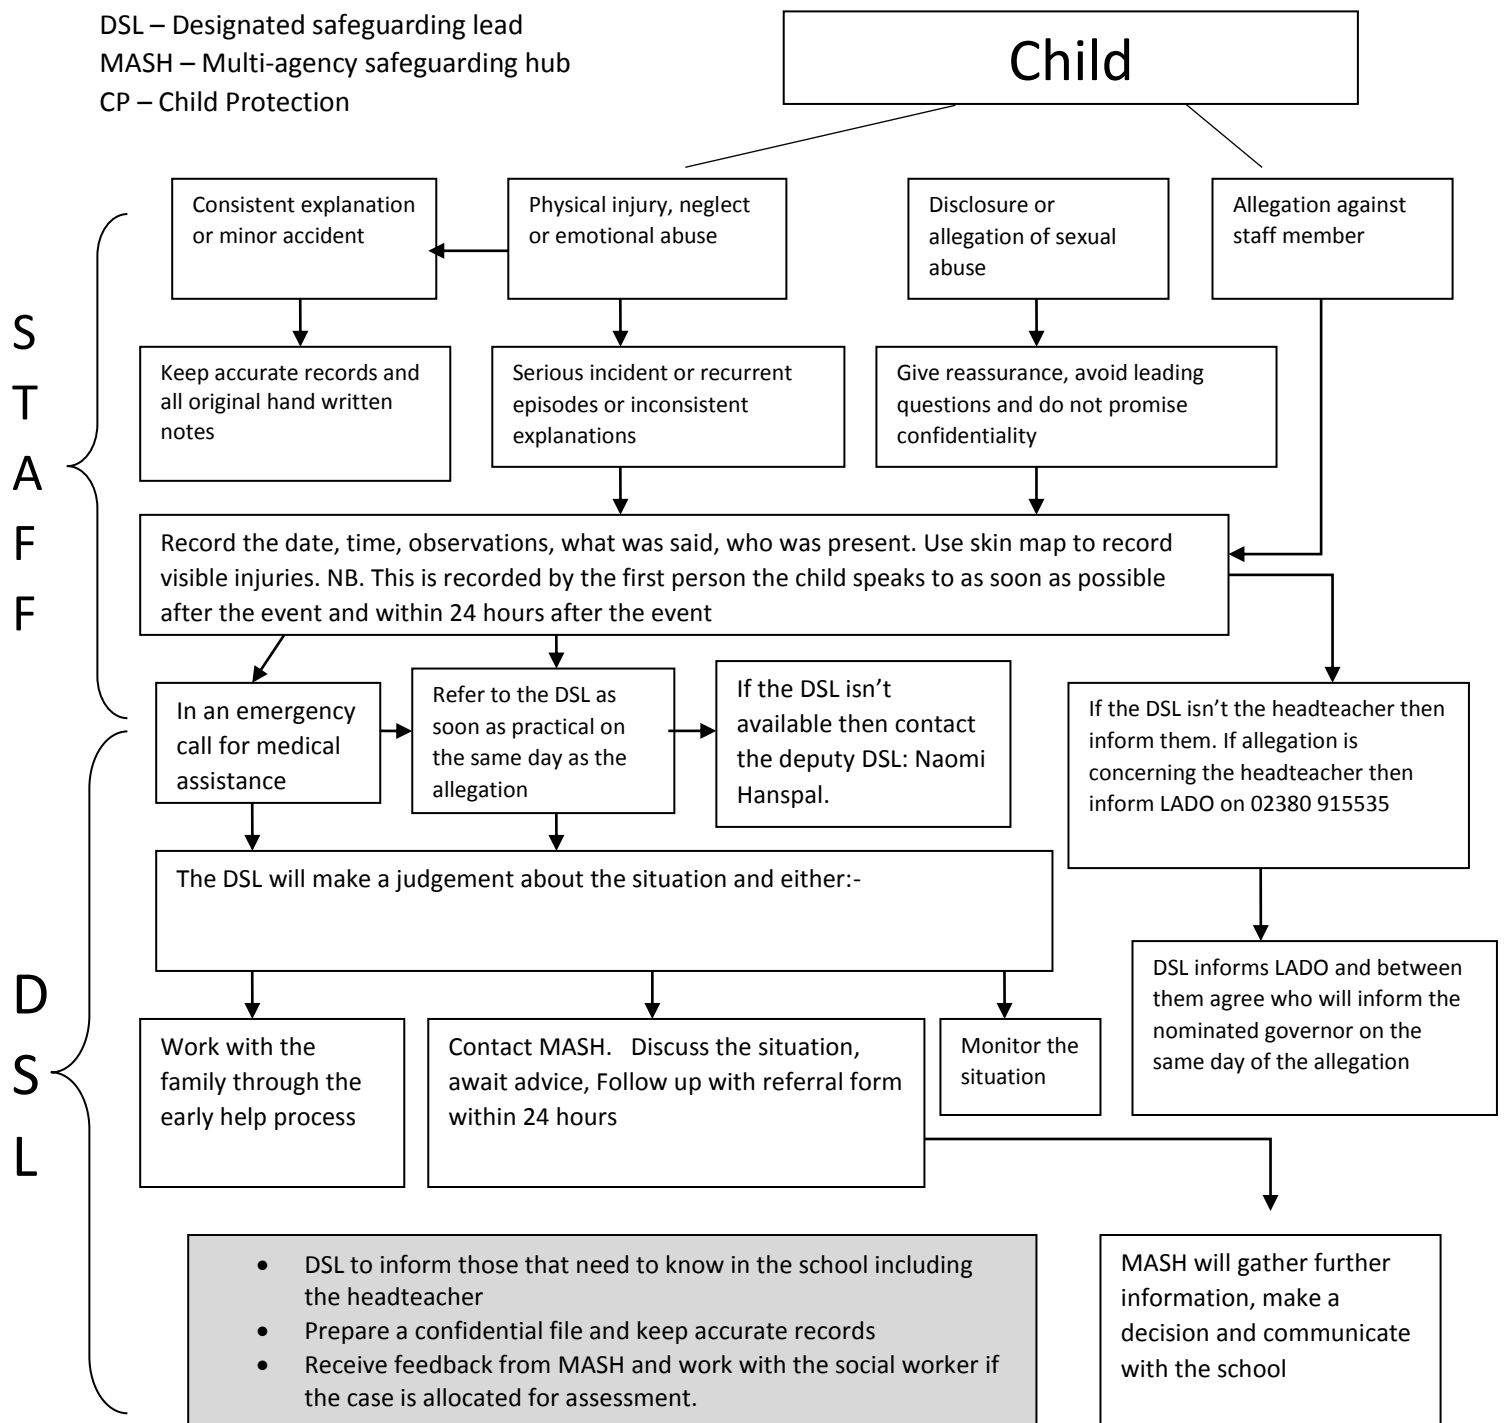 DSL – Designated safeguarding lead
MASH – Multi-agency safeguarding hub
CP – Child Protection
Child
Consistent explanation
or minor accident
Physical injury, neglect
or emotional abuse
Disclosure or
allegation of sexual
abuse
Allegation against
staff member
S
T
A
F
F
Keep accurate records and
all original hand written
notes
Serious incident or recurrent
episodes or inconsistent
explanations
Give reassurance, avoid leading
questions and do not promise
confidentiality
Record the date, time, observations, what was said, who was present. Use skin map to record
visible injuries. NB. This is recorded by the first person the child speaks to as soon as possible
after the event and within 24 hours after the event
In an emergency
call for medical
assistance
Refer to the DSL as
soon as practical on
the same day as the
allegation
If the DSL isn’t
available then contact
the deputy DSL: Naomi
Hanspal.
If the DSL isn’t the headteacher then
inform them. If allegation is
concerning the headteacher then
inform LADO on 02380 915535
The DSL will make a judgement about the situation and either:-
DSL informs LADO and between
them agree who will inform the
nominated governor on the
same day of the allegation
D
S
L
Work with the
family through the
early help process
Contact MASH.   Discuss the situation,
await advice, Follow up with referral form
within 24 hours
Monitor the
situation
• DSL to inform those that need to know in the school including
the headteacher
• Prepare a confidential file and keep accurate records
• Receive feedback from MASH and work with the social worker if
the case is allocated for assessment.
MASH will gather further
information, make a
decision and communicate
with the school